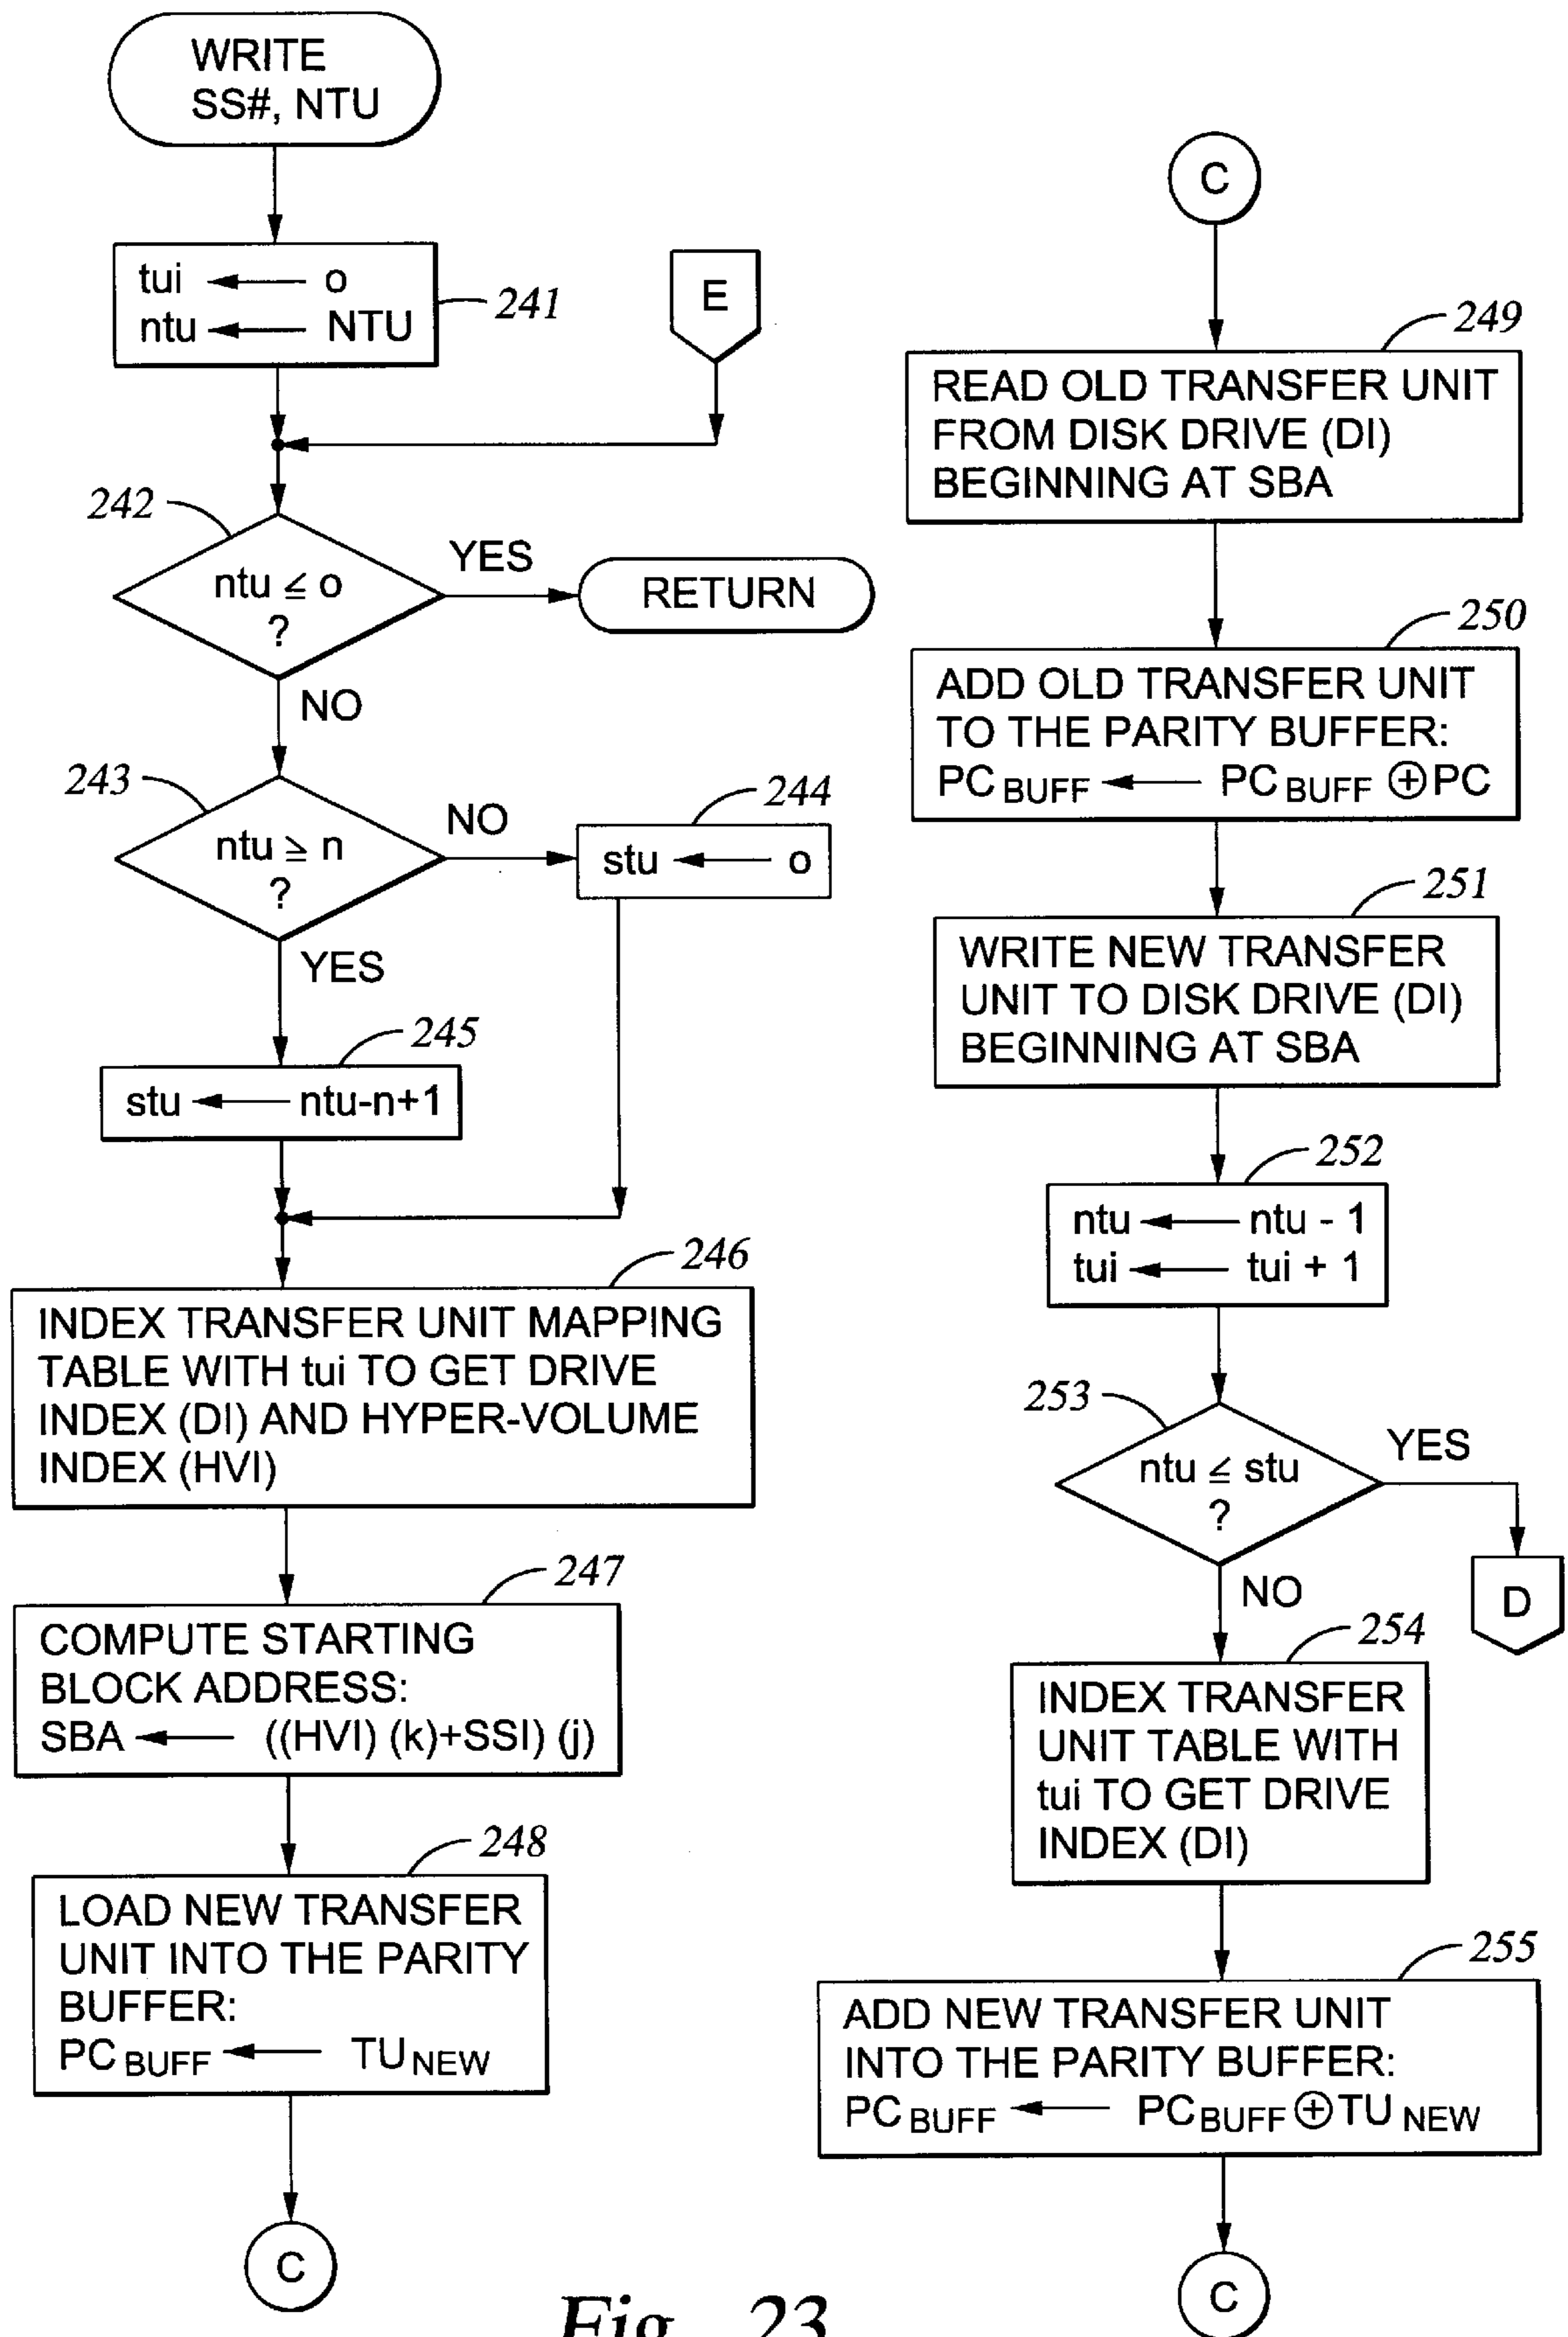 WRITE
SS#, NTU
tui ← o
ntu ← NTU
241
E
242
ntu ≦ o
?
YES
RETURN
NO
243
ntu ≧ n
?
NO
244
stu ← o
YES
245
stu ← ntu-n+1
246
INDEX TRANSFER UNIT MAPPING
TABLE WITH tui TO GET DRIVE
INDEX (DI) AND HYPER-VOLUME
INDEX (HVI)
247
COMPUTE STARTING
BLOCK ADDRESS:
SBA ← ((HVI) (k)+SSI) (j)
248
LOAD NEW TRANSFER
UNIT INTO THE PARITY
BUFFER:
PC BUFF ← TU NEW
C
C
249
READ OLD TRANSFER UNIT
FROM DISK DRIVE (DI)
BEGINNING AT SBA
250
ADD OLD TRANSFER UNIT
TO THE PARITY BUFFER:
PC BUFF ← PC BUFF ⊕ PC
251
WRITE NEW TRANSFER
UNIT TO DISK DRIVE (DI)
BEGINNING AT SBA
252
ntu ← ntu - 1
tui ← tui + 1
253
ntu ≦ stu
?
YES
D
NO
254
INDEX TRANSFER
UNIT TABLE WITH
tui TO GET DRIVE
INDEX (DI)
255
ADD NEW TRANSFER UNIT
INTO THE PARITY BUFFER:
PC BUFF ← PC BUFF ⊕ TU NEW
C
Fig. 23